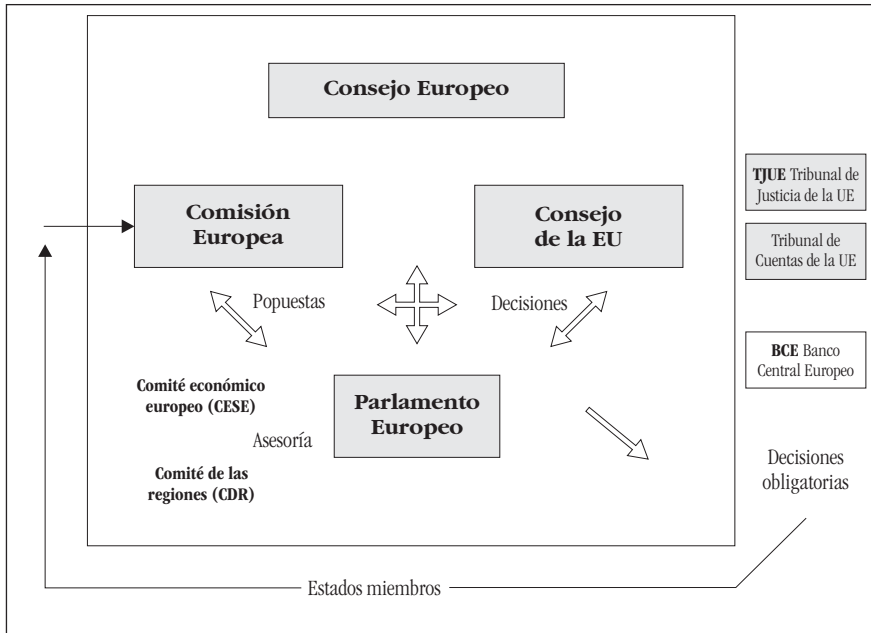 Consejo Europeo
Comisión
Europea
Consejo
de la EU
TJUE Tribunal de
Justicia de la UE
Tribunal de
Cuentas de la UE
Popuestas
Decisiones
BCE Banco
Central Europeo
Comité económico
europeo (CESE)
Parlamento
Europeo
Asesoría
Comité de las
regiones (CDR)
Decisiones
obligatorias
Estados miembros